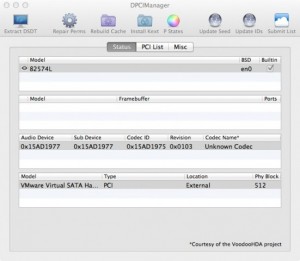 DPCIManager
Extract DSDT Repair Perms Rebuild Cache Install Kext P States Update Seed Update IDs Submit List
Status PCI List Misc
Model BSD Builtin
82574L en0
Model Framebuffer Ports
Audio Device Sub Device Codec ID Revision Codec Name*
0x15AD1977 0x15AD1977 0x15AD1975 0x0103 Unknown Codec
Model Type Location Phy Block
VMware Virtual SATA Ha... PCI External 512
*Courtesy of the VoodooHDA project